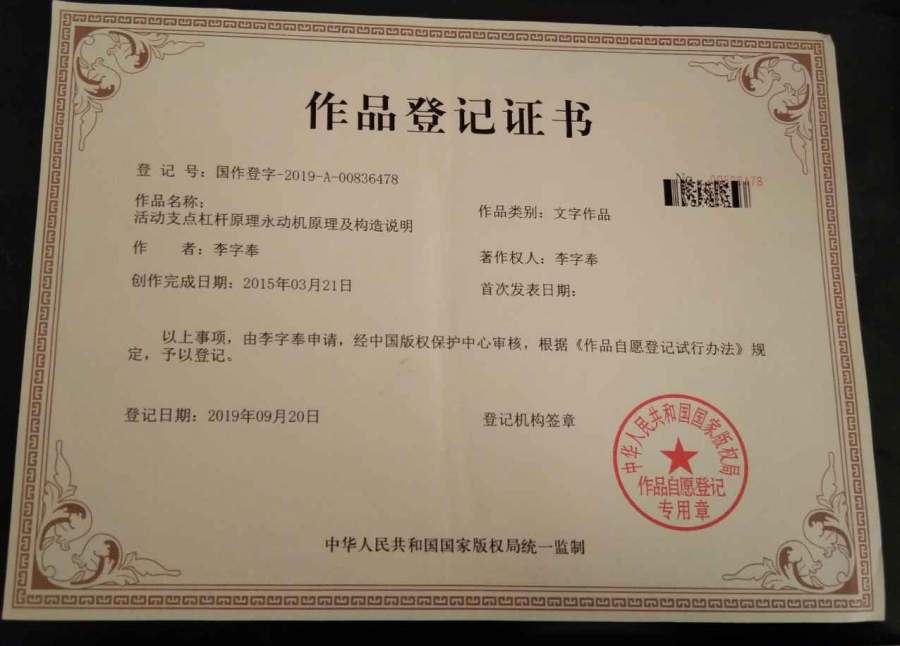 作品登记证书
登 记 号：国作登字-2019-A-00836478
No 00836478
作品名称：
活动支点杠杆原理永动机原理及构造说明
作品类别：文字作品
作 者：李字奉
著作权人：李字奉
创作完成日期：2015年03月21日
首次发表日期：
以上事项，由李字奉申请，经中国版权保护中心审核，根据《作品自愿登记试行办法》规
定，予以登记。
登记日期：2019年09月20日
登记机构签章
中华人民共和国国家版权局
作品自愿登记
专用章
中华人民共和国国家版权局统一监制